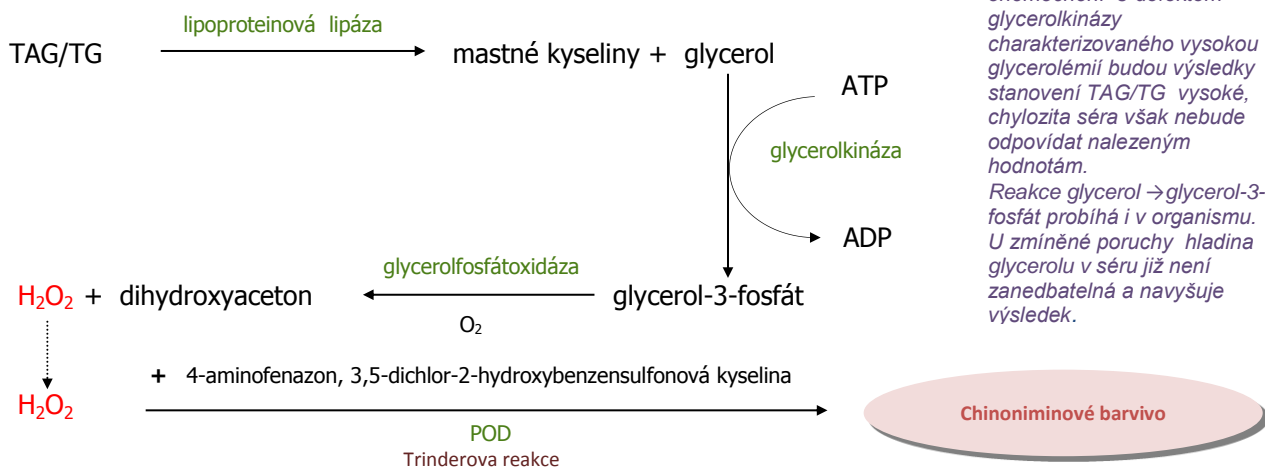 lipoproteinová lipáza
TAG/TG
mastné kyseliny + glycerol
ATP
glycerolkináza
ADP
glycerolfosfátoxidáza
H₂O₂ + dihydroxyaceton
glycerol-3-fosfát
O₂
+ 4-aminofenazon, 3,5-dichlor-2-hydroxybenzensulfonová kyselina
H₂O₂
POD
Trinderova reakce
Chinoniminové barvivo
glycerolkinázy
charakterizovaného vysokou
glycerolémií budou výsledky
stanovení TAG/TG vysoké,
chylozita séra však nebude
odpovídat nalezeným
hodnotám.
Reakce glycerol →glycerol-3-
fosfát probíhá i v organismu.
U zmíněné poruchy hladina
glycerolu v séru již není
zanedbatelná a navyšuje
výsledek.